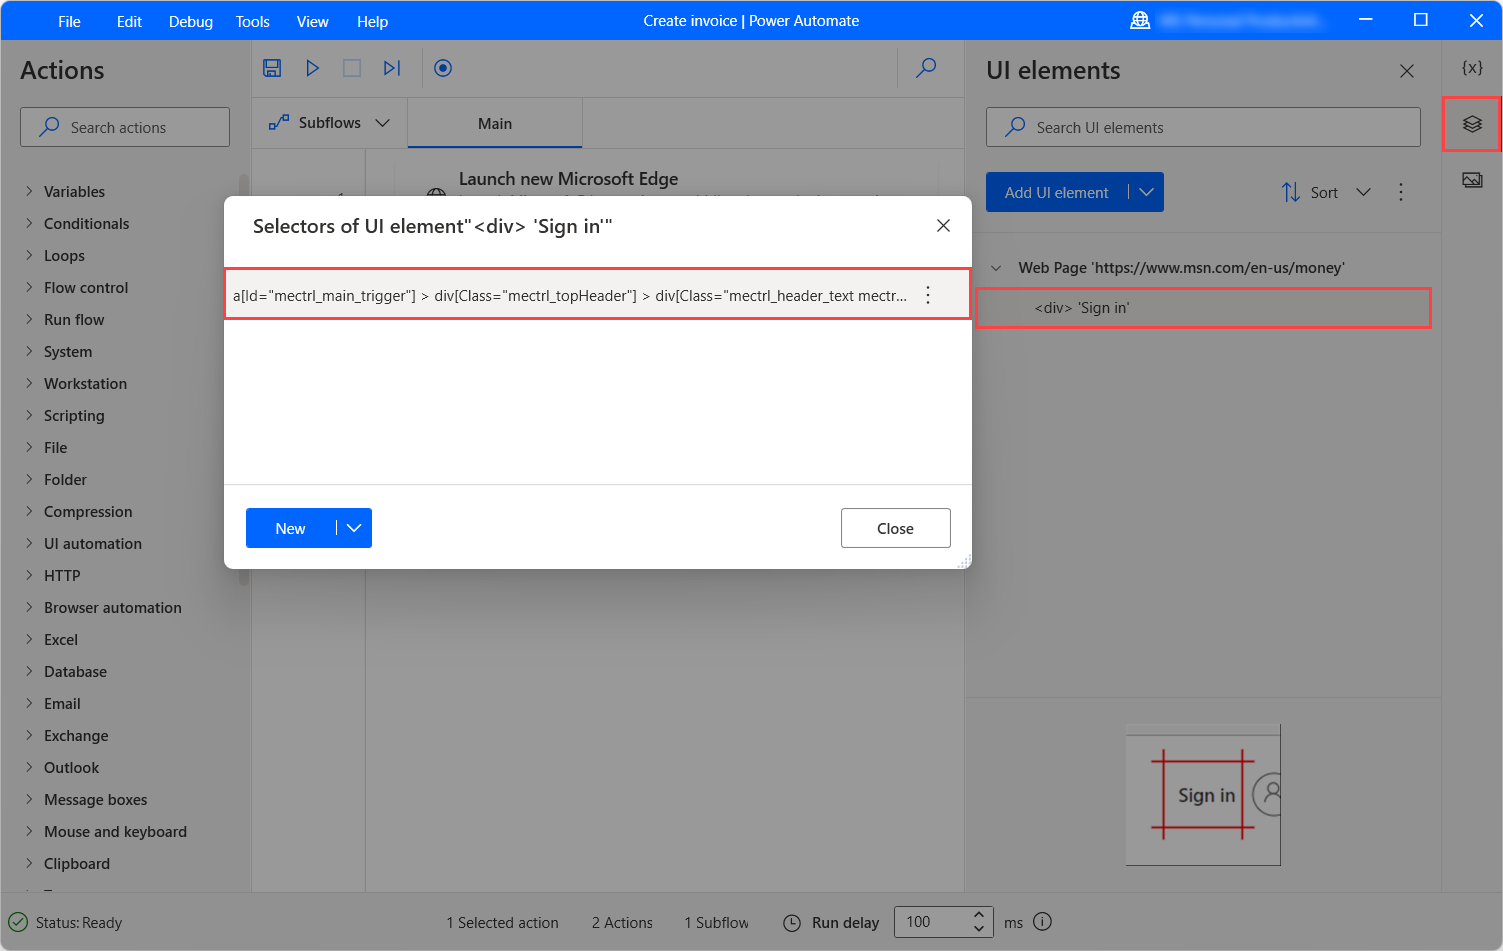 File Edit Debug Tools View Help
Create invoice | Power Automate
Actions
Search actions
Variables
Conditionals
Loops
Flow control
Run flow
System
Workstation
Scripting
File
Folder
Compression
UI automation
HTTP
Browser automation
Excel
Database
Email
Exchange
Outlook
Message boxes
Mouse and keyboard
Clipboard
Subflows
Main
Launch new Microsoft Edge
Selectors of UI element"<div> 'Sign in'"
a[Id="mectrl_main_trigger"] > div[Class="mectrl_topHeader"] > div[Class="mectrl_header_text mectr...
New
Close
UI elements
{x}
Search UI elements
Add UI element
Sort
Web Page 'https://www.msn.com/en-us/money'
<div> 'Sign in'
Sign in
Status: Ready
1 Selected action
2 Actions
1 Subflow
Run delay
100
ms